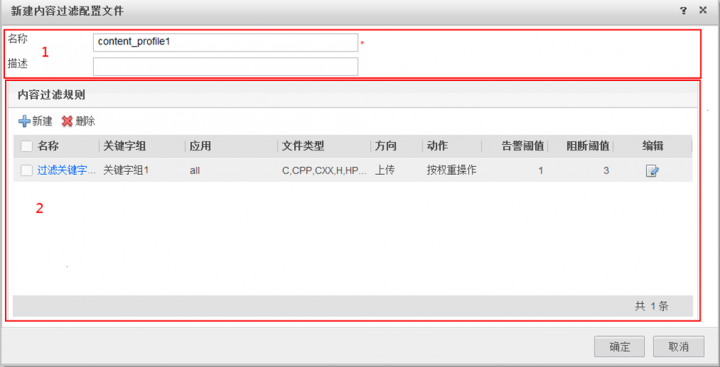 新建内容过滤配置文件 ? ×
名称 content_profile1 *
1
描述
内容过滤规则
新建 删除
名称 关键字组 应用 文件类型 方向 动作 告警阈值 阻断阈值 编辑
过滤关键字... 关键字组1 all C,CPP,CXX,H,HP... 上传 按权重操作 1 3
2
共 1 条
确定 取消